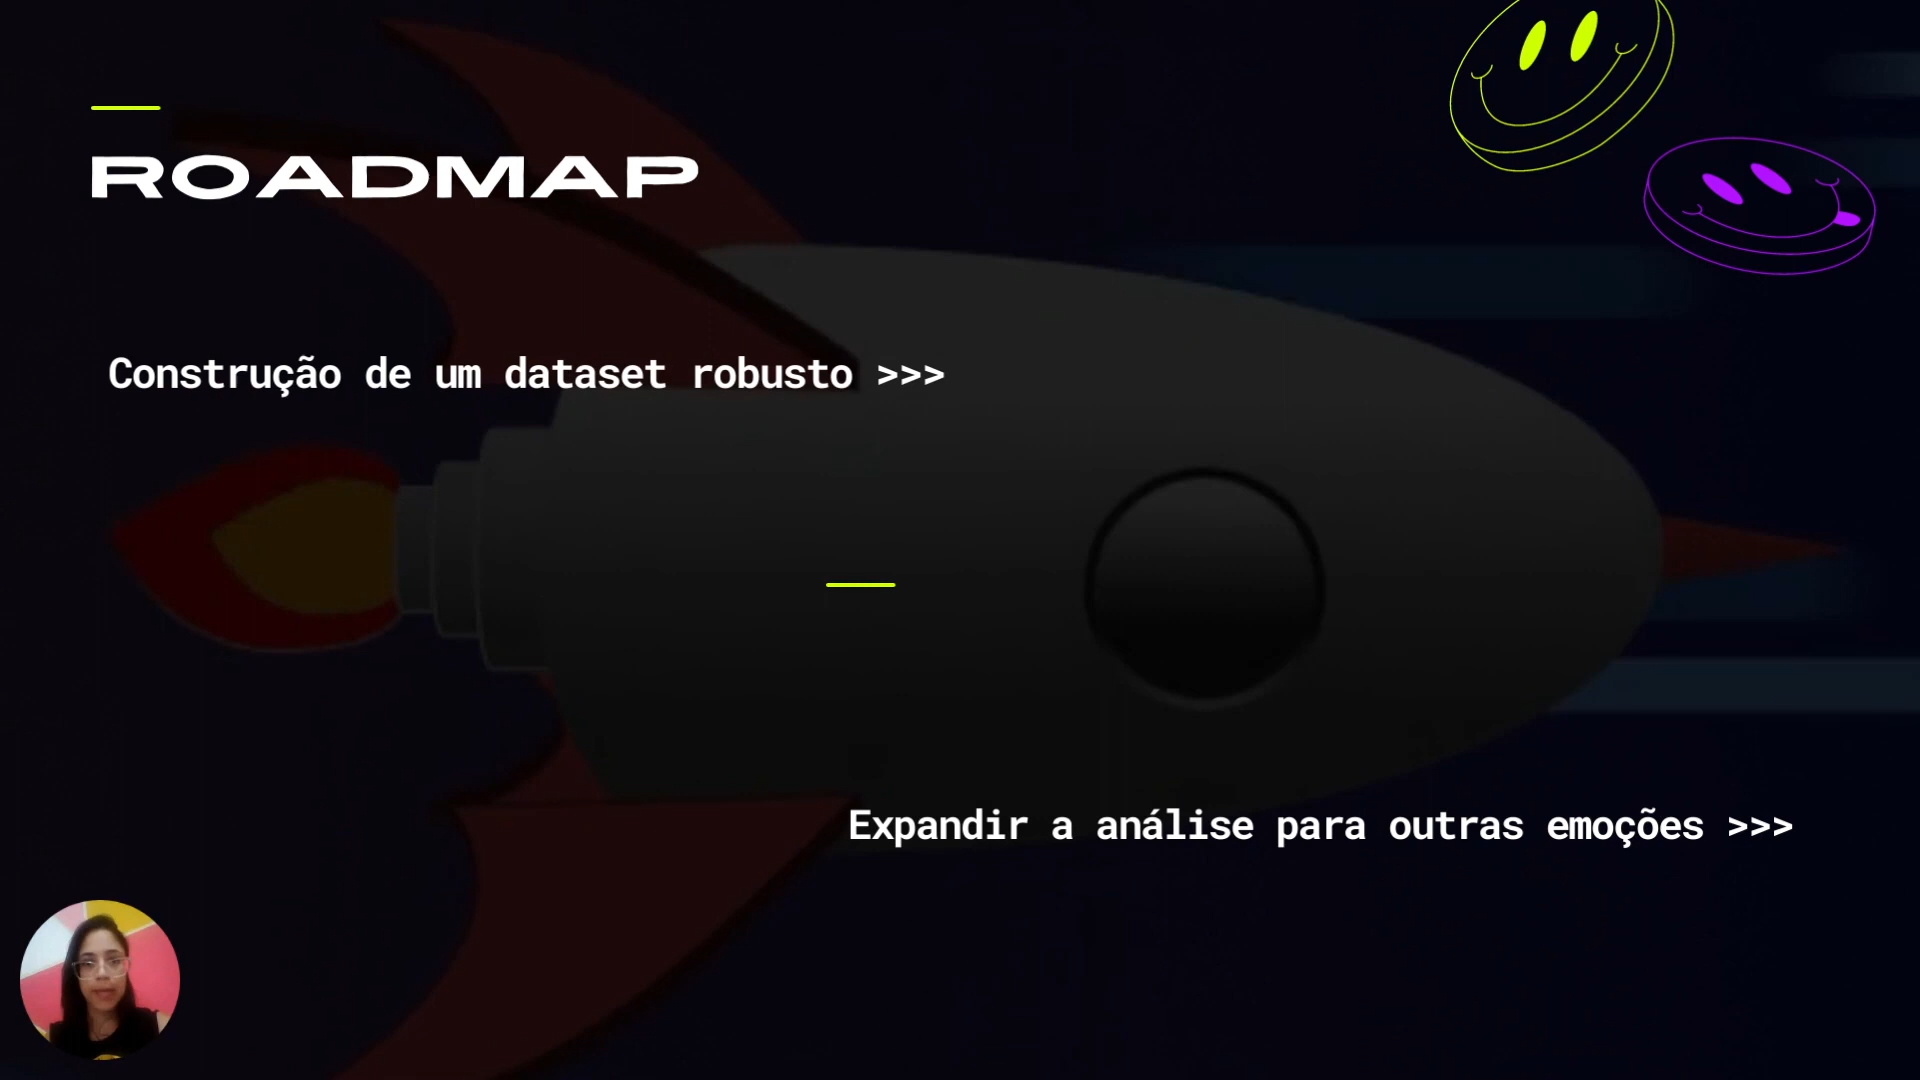 ROADMAP
Construção de um dataset robusto >>>
Expandir a análise para outras emoções >>>